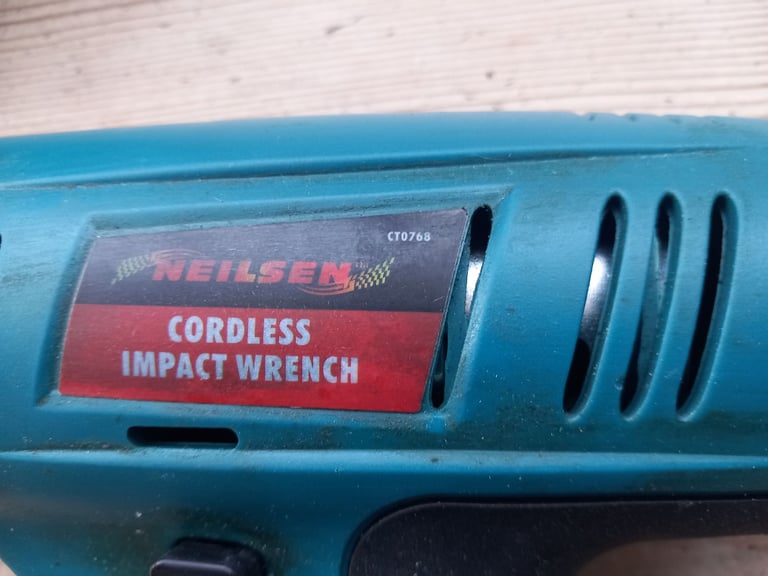 CT0768
NEILSEN
CORDLESS
IMPACT WRENCH